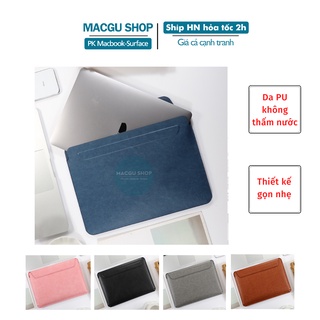 MACGU SHOP
PK Macbook-Surface
Ship HN hỏa tốc 2h
Giá cả cạnh tranh
Da PU
không
thấm nước
MACGU SHOP
Thiết kế
gọn nhẹ